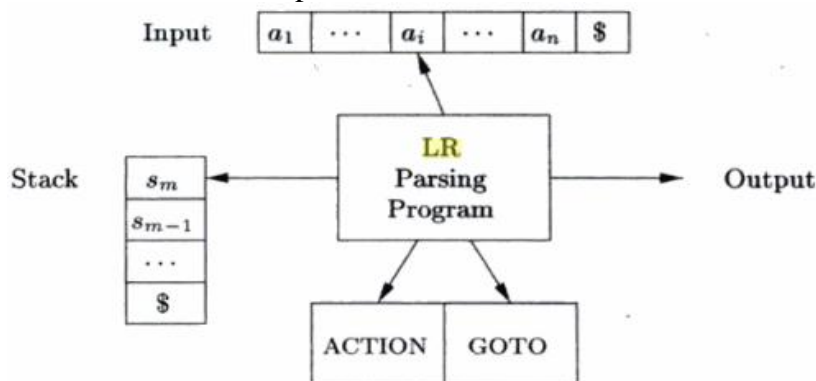 Input a1 ... ai ... an $
LR
Stack sm Parsing Output
Program
sm−1
...
$
ACTION GOTO